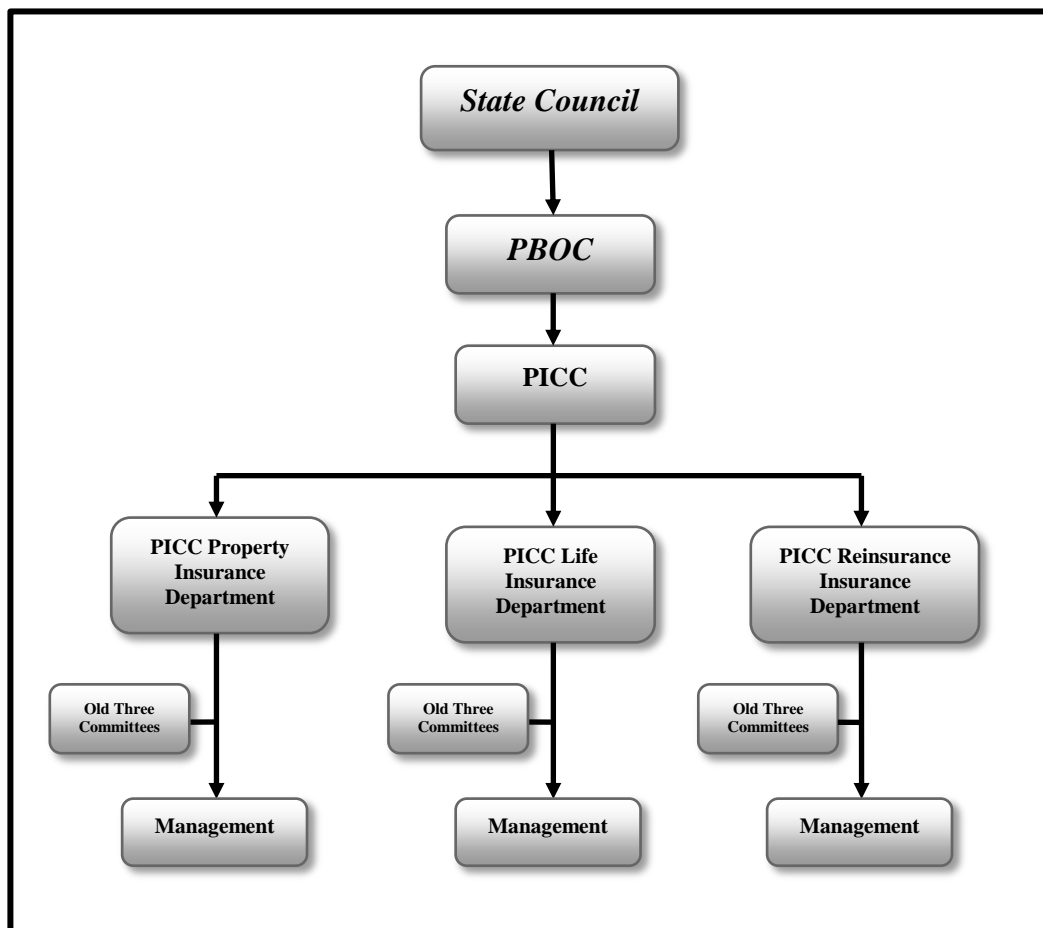 State Council
PBOC
PICC
PICC Property
Insurance
Department
PICC Life
Insurance
Department
PICC Reinsurance
Insurance
Department
Old Three
Committees
Old Three
Committees
Old Three
Committees
Management
Management
Management